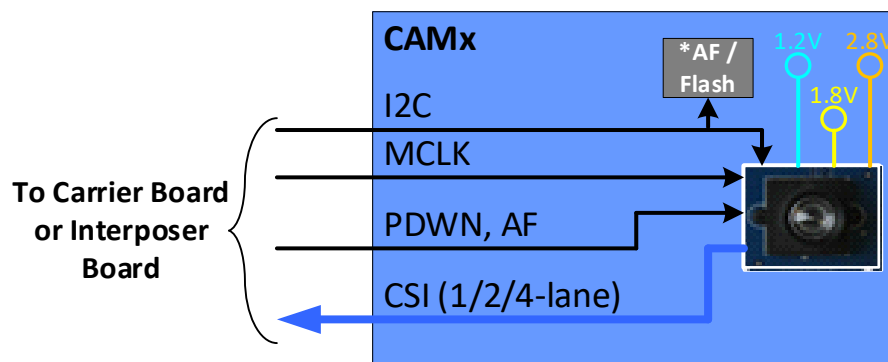 CAMx
*AF /
Flash
1.2V
2.8V
1.8V
I2C
MCLK
PDWN, AF
CSI (1/2/4-lane)
To Carrier Board
or Interposer
Board